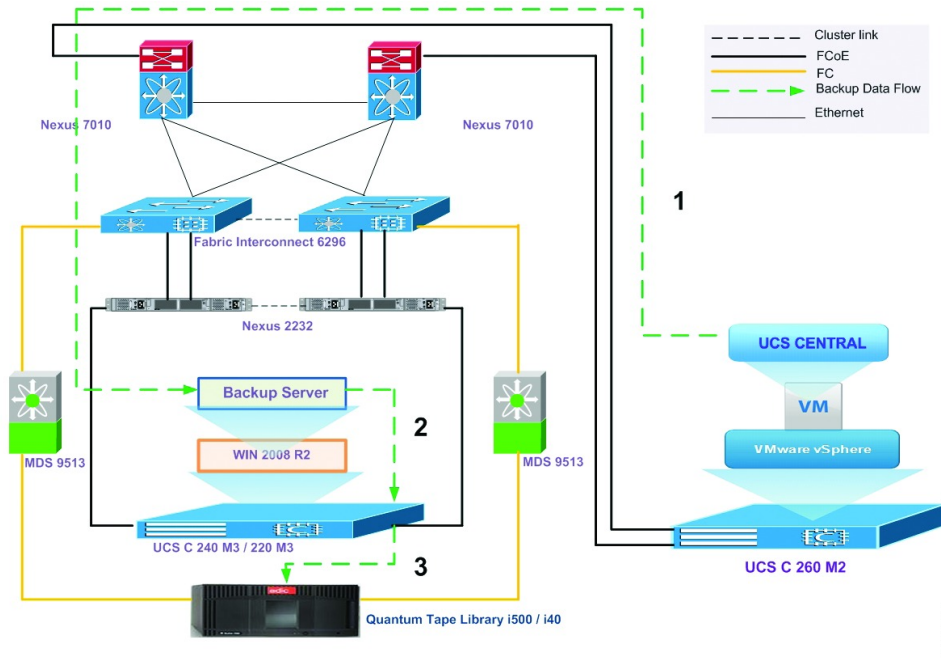 Cluster link
FCoE
FC
Backup Data Flow
Ethernet
Nexus 7010
Nexus 7010
1
Fabric Interconnect 6296
Nexus 2232
UCS CENTRAL
VM
VMware vSphere
Backup Server
2
WIN 2008 R2
MDS 9513
MDS 9513
UCS C 240 M3 / 220 M3
UCS C 260 M2
3
adic
Quantum Tape Library i500 / i40